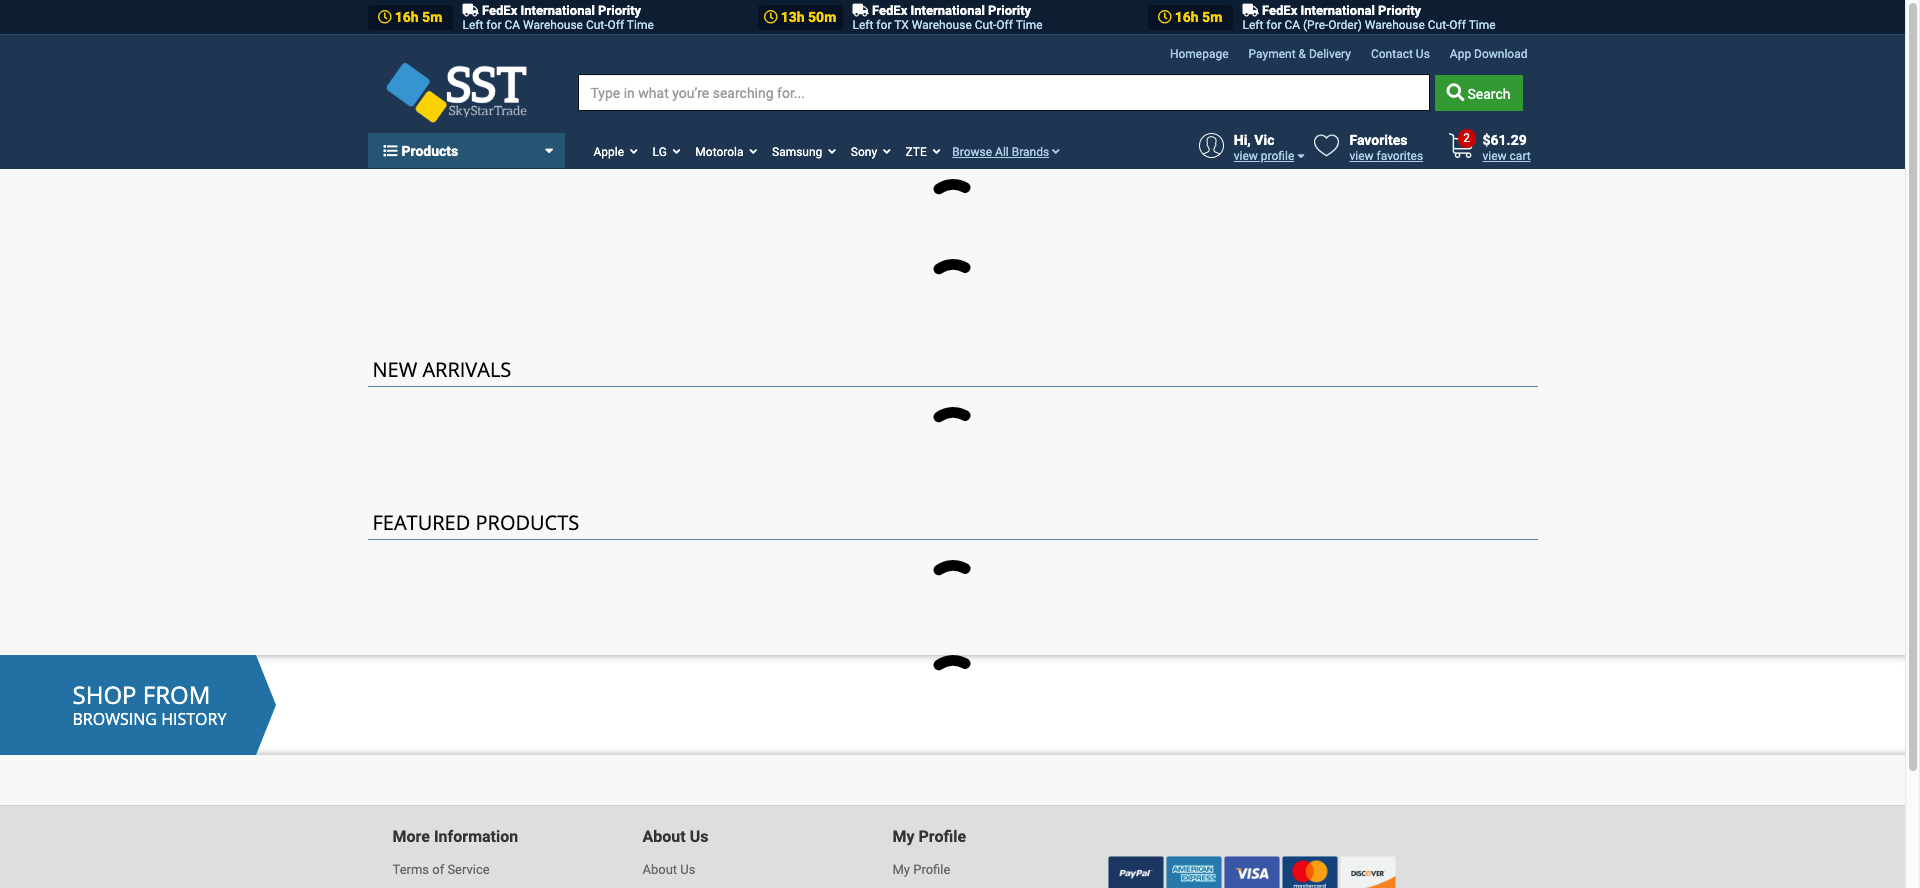 16h 5m
FedEx International Priority
Left for CA Warehouse Cut-Off Time
13h 50m
FedEx International Priority
Left for TX Warehouse Cut-Off Time
16h 5m
FedEx International Priority
Left for CA (Pre-Order) Warehouse Cut-Off Time
Homepage
Payment & Delivery
Contact Us
App Download
SST
SkyStarTrade
Type in what you're searching for...
Search
Products
Apple
LG
Motorola
Samsung
Sony
ZTE
Browse All Brands
Hi, Vic
view profile
Favorites
view favorites
2
$61.29
view cart
NEW ARRIVALS
FEATURED PRODUCTS
SHOP FROM
BROWSING HISTORY
More Information
About Us
My Profile
Terms of Service
About Us
My Profile
PayPal
AMERICAN EXPRESS
VISA
mastercard
DISCOVER